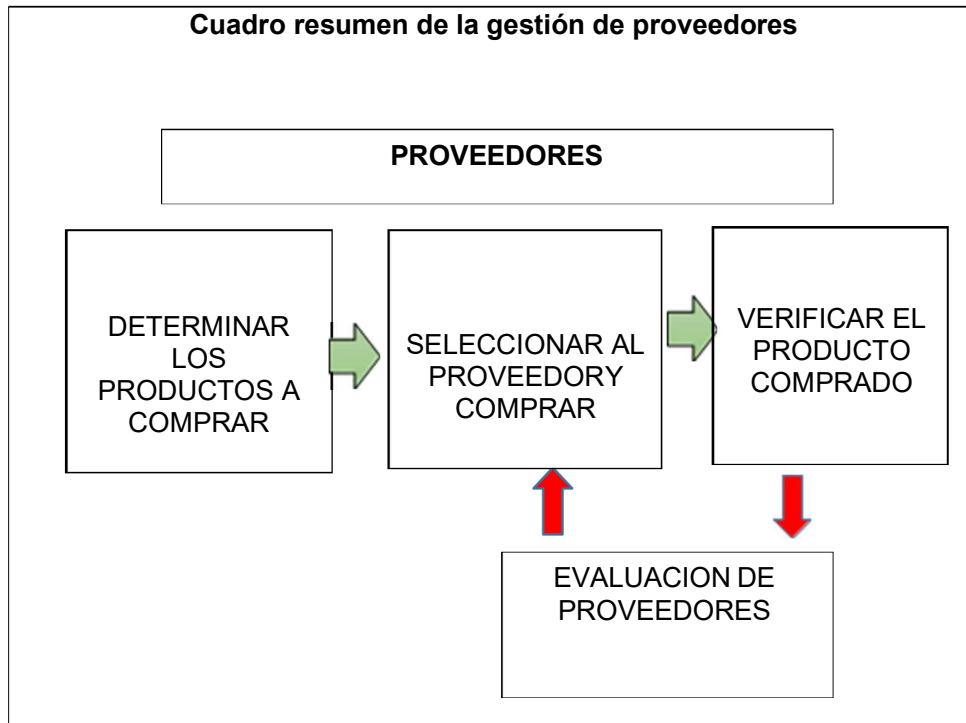 Cuadro resumen de la gestión de proveedores
PROVEEDORES
DETERMINAR
LOS
PRODUCTOS A
COMPRAR
SELECCIONAR AL
PROVEEDORY
COMPRAR
VERIFICAR EL
PRODUCTO
COMPRADO
EVALUACION DE
PROVEEDORES